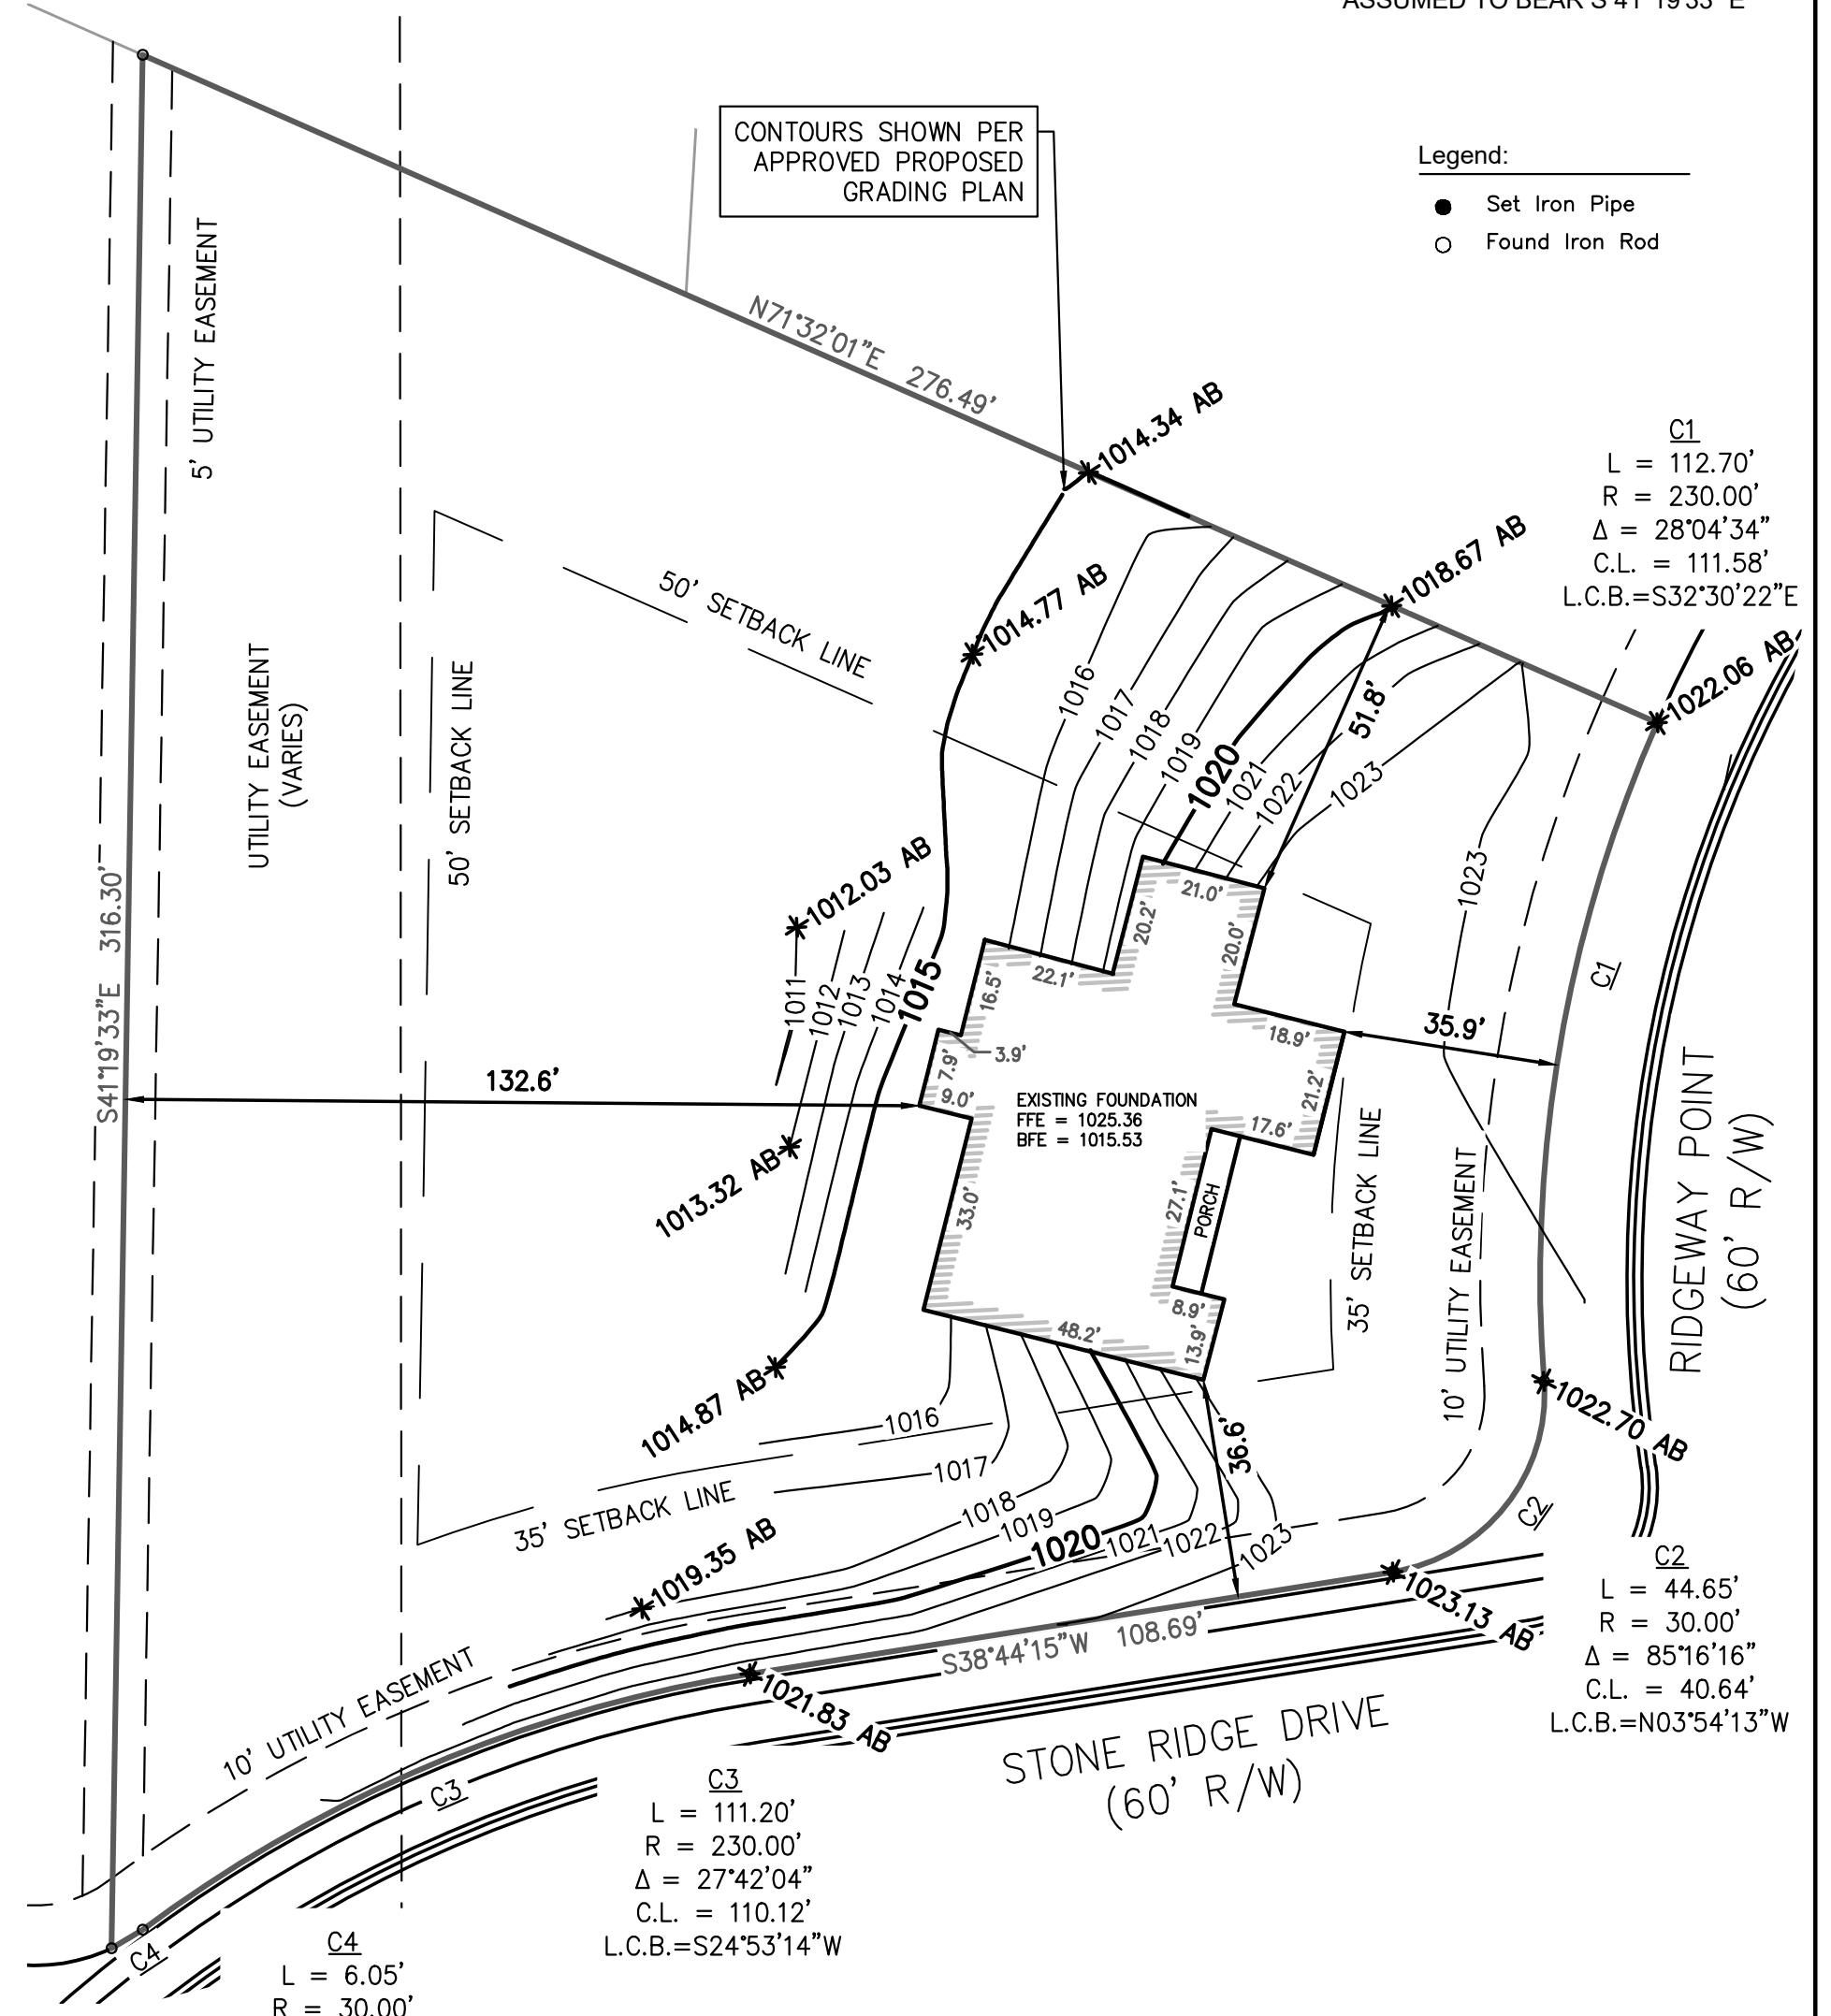 CONTOURS SHOWN PER
APPROVED PROPOSED
GRADING PLAN
Legend:
Set Iron Pipe
Found Iron Rod
5' UTILITY EASEMENT
N71°32'01"E 276.49'
1014.34 AB
C1
L = 112.70'
R = 230.00'
Δ = 28°04'34"
C.L. = 111.58'
L.C.B.=S32°30'22"E
1018.67 AB
50' SETBACK LINE
1014.77 AB
1022.06 AB
UTILITY EASEMENT
(VARIES)
50' SETBACK LINE
1016
1017
1018
1019
1020
1021
1022
1023
51.8'
1023
1012.03 AB
S41°19'33"E 316.30'
1011
1012
1013
1014
1015
21.0'
20.2'
20.0'
22.1'
16.5'
3.9'
7.9'
9.0'
18.9'
21.2'
17.6'
35.9'
C1
132.6'
EXISTING FOUNDATION
FFE = 1025.36
BFE = 1015.53
1013.32 AB
33.0'
27.1'
PORCH
8.9'
13.9'
48.2'
35' SETBACK LINE
10' UTILITY EASEMENT
RIDGEWAY POINT
(60' R/W)
1014.87 AB
1022.70 AB
36.6'
1016
1017
1018
1019
1020
1021
1022
1023
35' SETBACK LINE
1019.35 AB
C2
C2
L = 44.65'
R = 30.00'
Δ = 85°16'16"
C.L. = 40.64'
L.C.B.=N03°54'13"W
1023.13 AB
S38°44'15"W 108.69'
1021.83 AB
10' UTILITY EASEMENT
STONE RIDGE DRIVE
(60' R/W)
C3
C3
L = 111.20'
R = 230.00'
Δ = 27°42'04"
C.L. = 110.12'
L.C.B.=S24°53'14"W
C4
C4
L = 6.05'
R = 30.00'